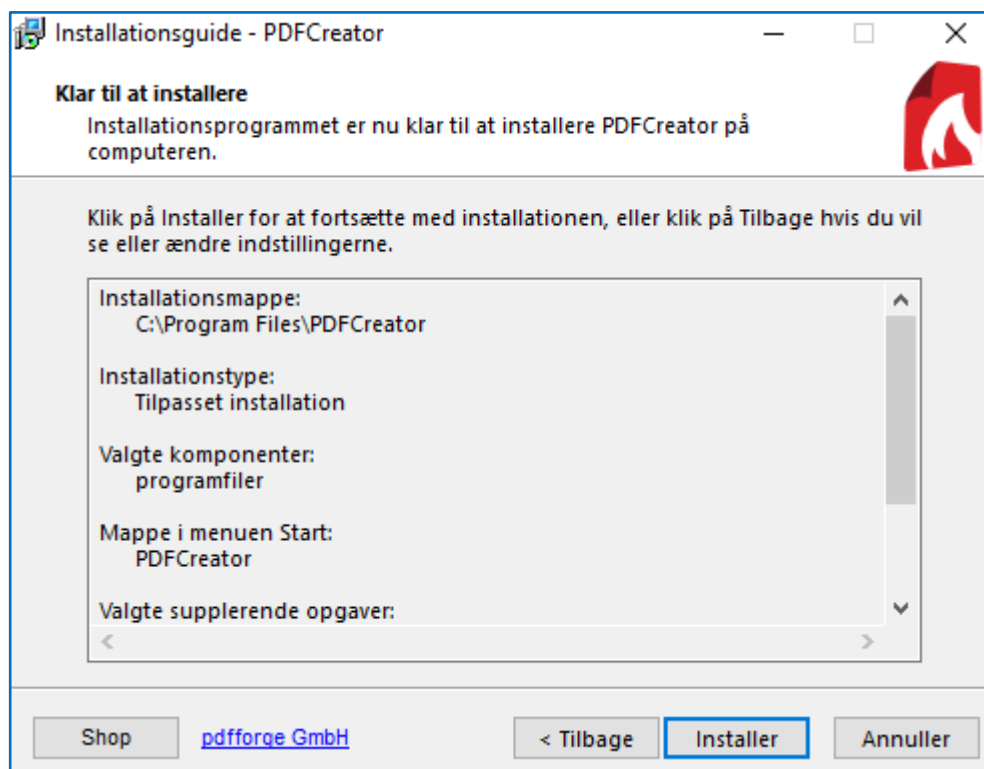 Installationsguide - PDFCreator
Klar til at installere
Installationsprogrammet er nu klar til at installere PDFCreator på
computeren.
Klik på Installer for at fortsætte med installationen, eller klik på Tilbage hvis du vil
se eller ændre indstillingerne.
Installationsmappe:
C:\Program Files\PDFCreator
Installationstype:
Tilpasset installation
Valgte komponenter:
programfiler
Mappe i menuen Start:
PDFCreator
Valgte supplerende opgaver:
Shop
pdfforge GmbH
< Tilbage
Installer
Annuller